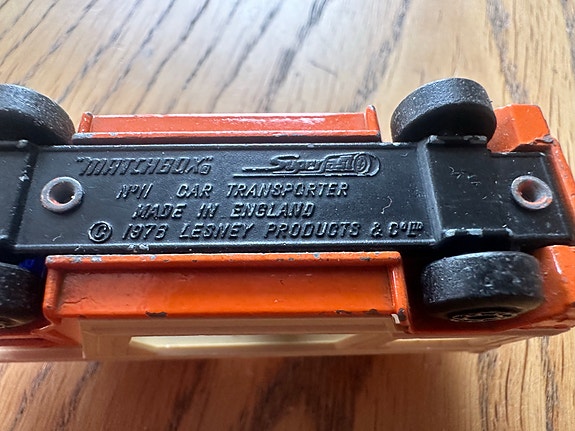 "MATCHBOX"® Superfast
Nº11 CAR TRANSPORTER
MADE IN ENGLAND
© 1976 LESNEY PRODUCTS & Cº LTD